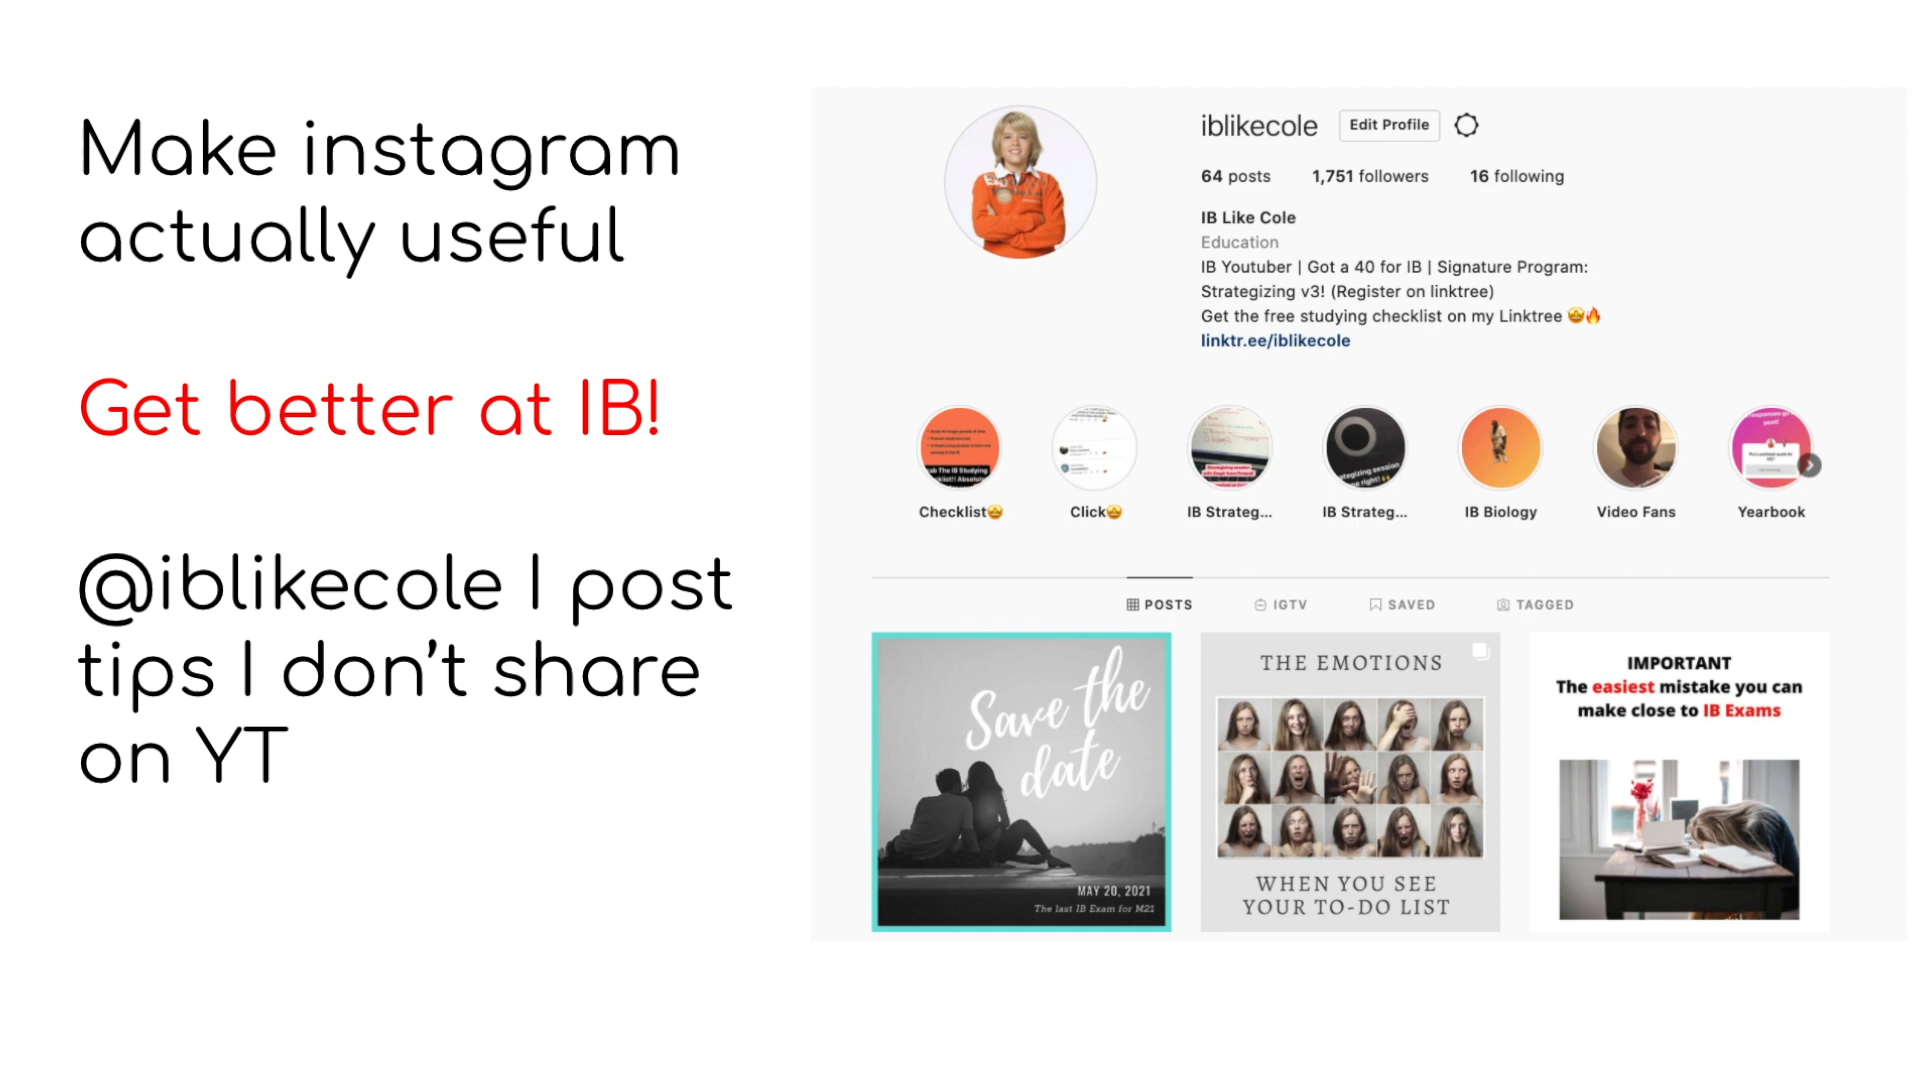 Make instagram
actually useful
Get better at IB!
@iblikecole I post
tips I don’t share
on YT
iblikecole Edit Profile
64 posts 1,751 followers 16 following
IB Like Cole
Education
IB Youtuber | Got a 40 for IB | Signature Program:
Strategizing v3! (Register on linktree)
Get the free studying checklist on my Linktree 🤩🔥
linktr.ee/iblikecole
Checklist🤩 Click🤩 IB Strateg... IB Strateg... IB Biology Video Fans Yearbook
POSTS IGTV SAVED TAGGED
Save the
date
MAY 20, 2021
The last IB Exam for M21
THE EMOTIONS
WHEN YOU SEE
YOUR TO-DO LIST
IMPORTANT
The easiest mistake you can
make close to IB Exams